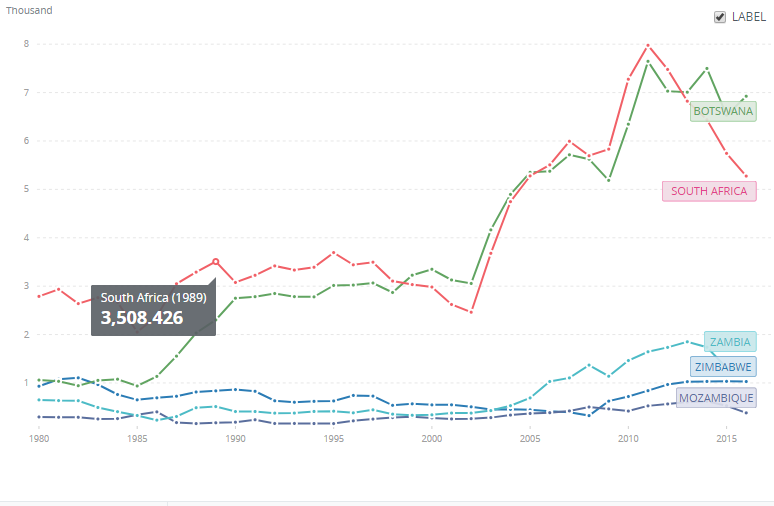 Thousand
LABEL
8
7
BOTSWANA
6
5
SOUTH AFRICA
4
3
South Africa (1989)
3,508.426
2
ZAMBIA
ZIMBABWE
1
MOZAMBIQUE
1980 1985 1990 1995 2000 2005 2010 2015